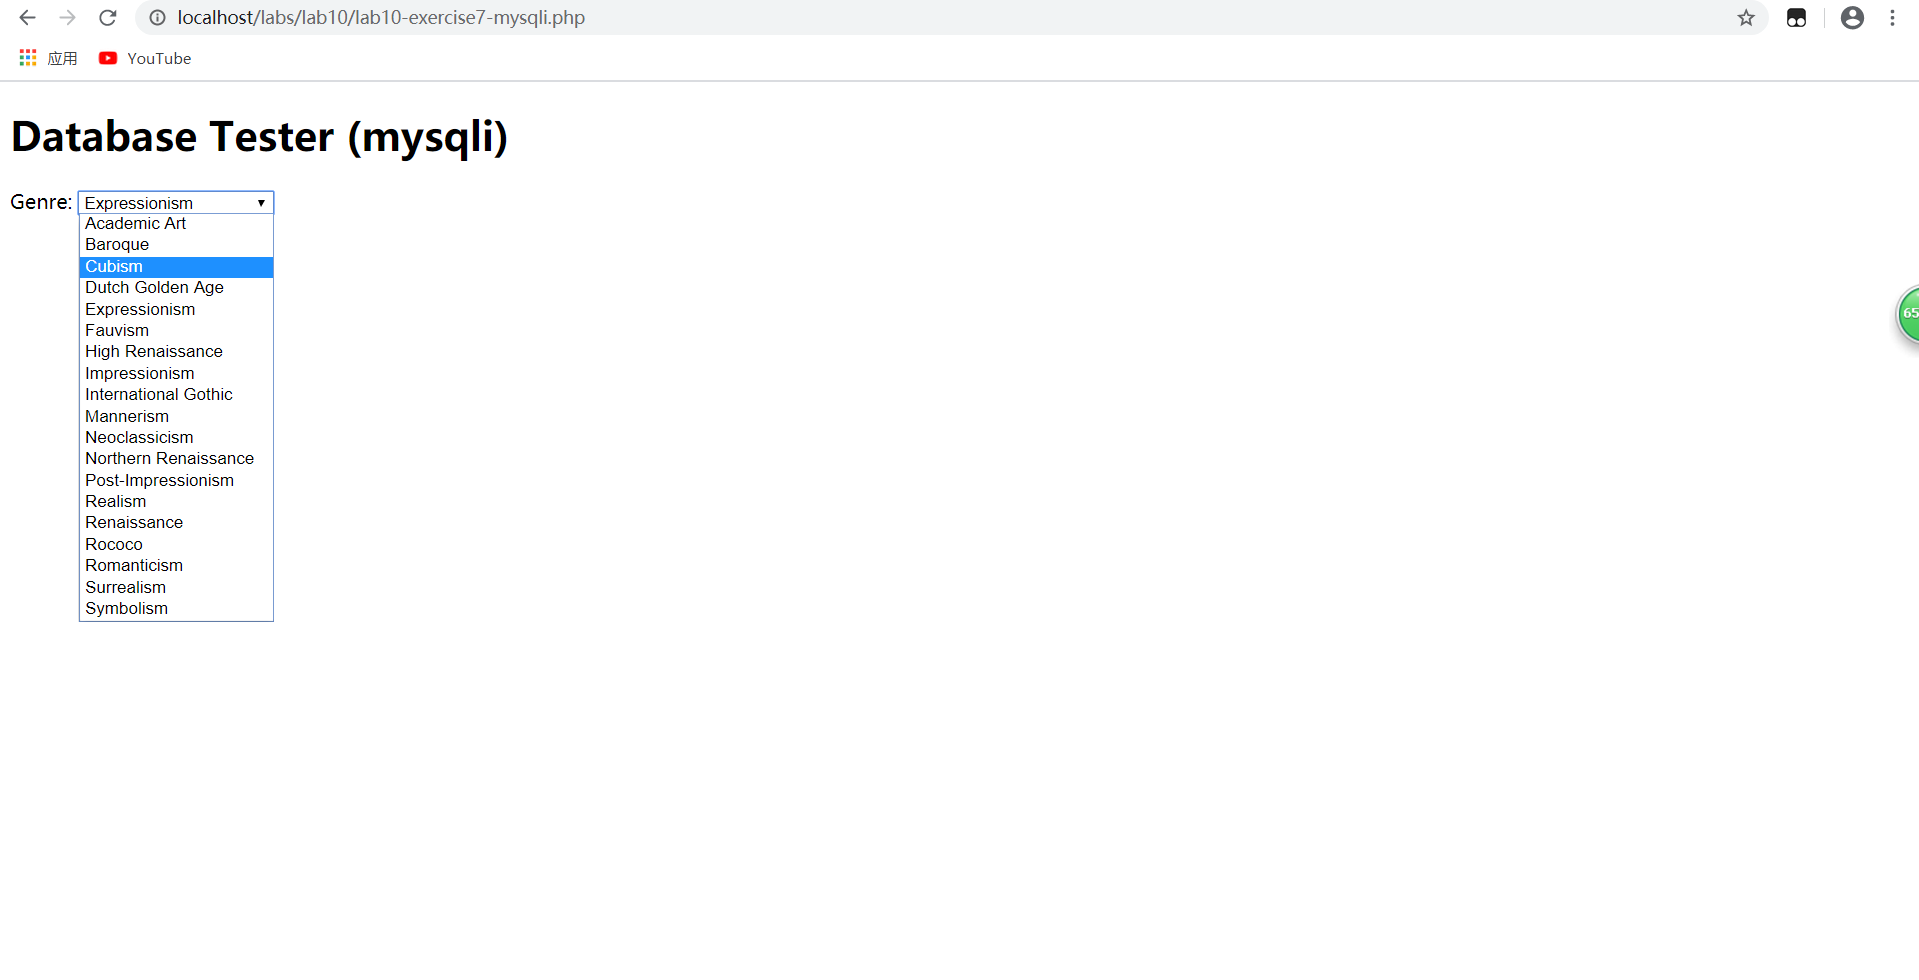 localhost/labs/lab10/lab10-exercise7-mysqli.php
应用 YouTube
Database Tester (mysqli)
Genre: Expressionism
Academic Art
Baroque
Cubism
Dutch Golden Age
Expressionism
Fauvism
High Renaissance
Impressionism
International Gothic
Mannerism
Neoclassicism
Northern Renaissance
Post-Impressionism
Realism
Renaissance
Rococo
Romanticism
Surrealism
Symbolism
65